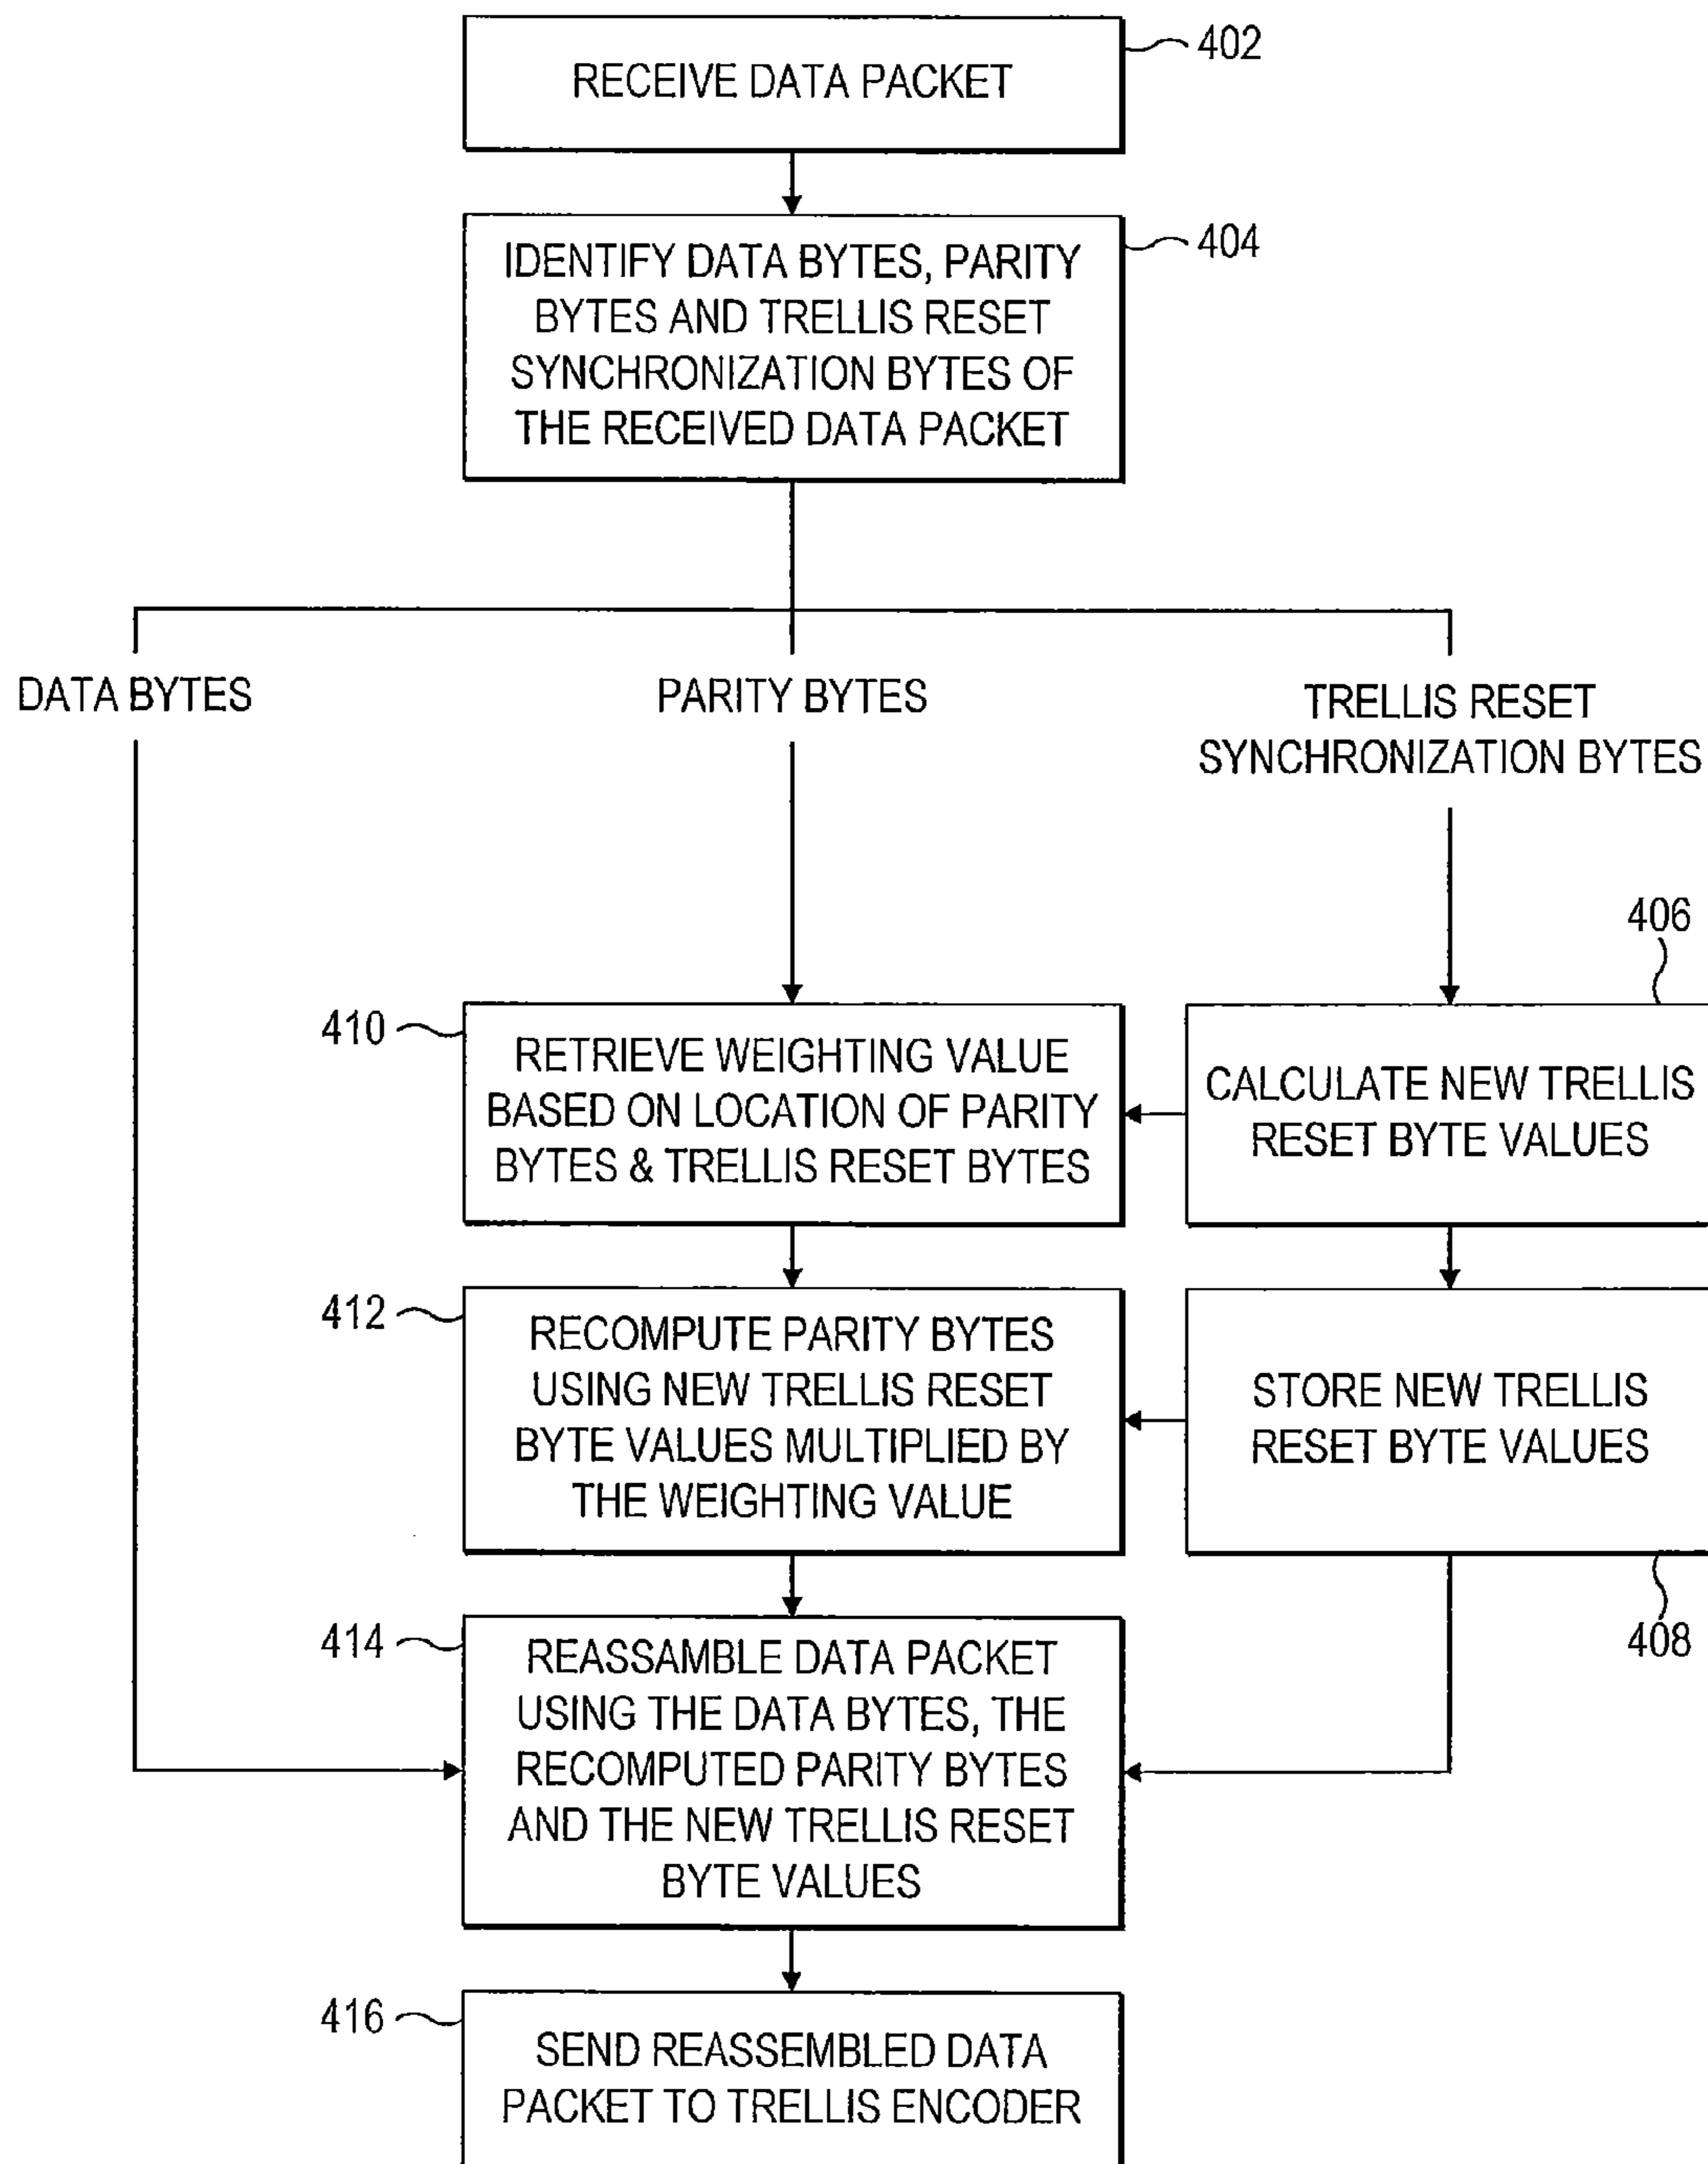 RECEIVE DATA PACKET
402
IDENTIFY DATA BYTES, PARITY
BYTES AND TRELLIS RESET
SYNCHRONIZATION BYTES OF
THE RECEIVED DATA PACKET
404
DATA BYTES
PARITY BYTES
TRELLIS RESET
SYNCHRONIZATION BYTES
406
410
RETRIEVE WEIGHTING VALUE
BASED ON LOCATION OF PARITY
BYTES & TRELLIS RESET BYTES
CALCULATE NEW TRELLIS
RESET BYTE VALUES
412
RECOMPUTE PARITY BYTES
USING NEW TRELLIS RESET
BYTE VALUES MULTIPLIED BY
THE WEIGHTING VALUE
STORE NEW TRELLIS
RESET BYTE VALUES
408
414
REASSAMBLE DATA PACKET
USING THE DATA BYTES, THE
RECOMPUTED PARITY BYTES
AND THE NEW TRELLIS RESET
BYTE VALUES
416
SEND REASSEMBLED DATA
PACKET TO TRELLIS ENCODER